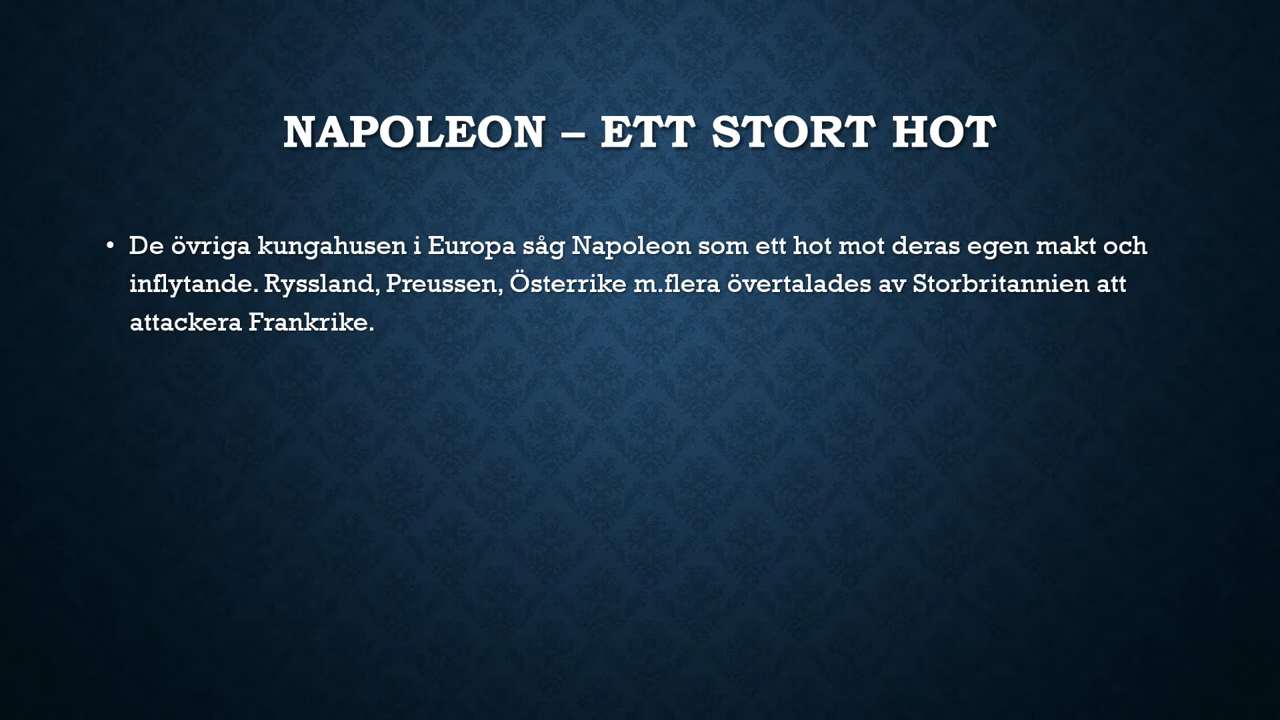 NAPOLEON – ETT STORT HOT
• De övriga kungahusen i Europa såg Napoleon som ett hot mot deras egen makt och
inflytande. Ryssland, Preussen, Österrike m.flera övertalades av Storbritannien att
attackera Frankrike.